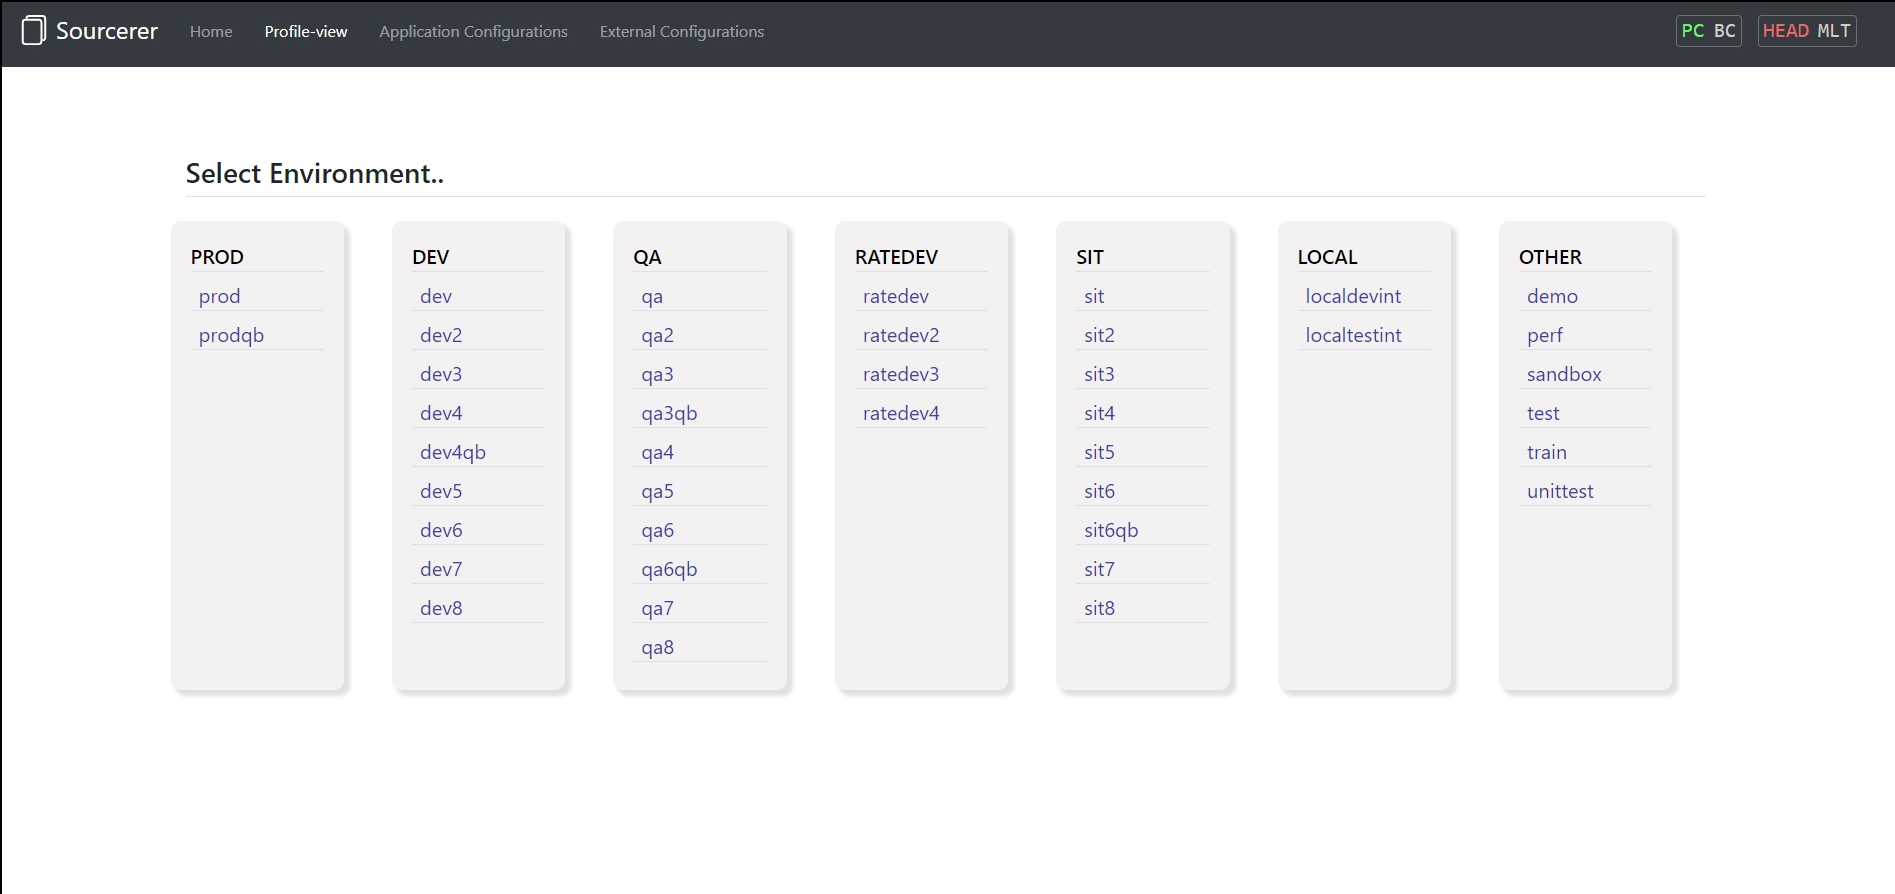 Sourcerer Home Profile-view Application Configurations External Configurations PC BC HEAD MLT
Select Environment..
PROD
prod
prodqb
DEV
dev
dev2
dev3
dev4
dev4qb
dev5
dev6
dev7
dev8
QA
qa
qa2
qa3
qa3qb
qa4
qa5
qa6
qa6qb
qa7
qa8
RATEDEV
ratedev
ratedev2
ratedev3
ratedev4
SIT
sit
sit2
sit3
sit4
sit5
sit6
sit6qb
sit7
sit8
LOCAL
localdevint
localtestint
OTHER
demo
perf
sandbox
test
train
unittest